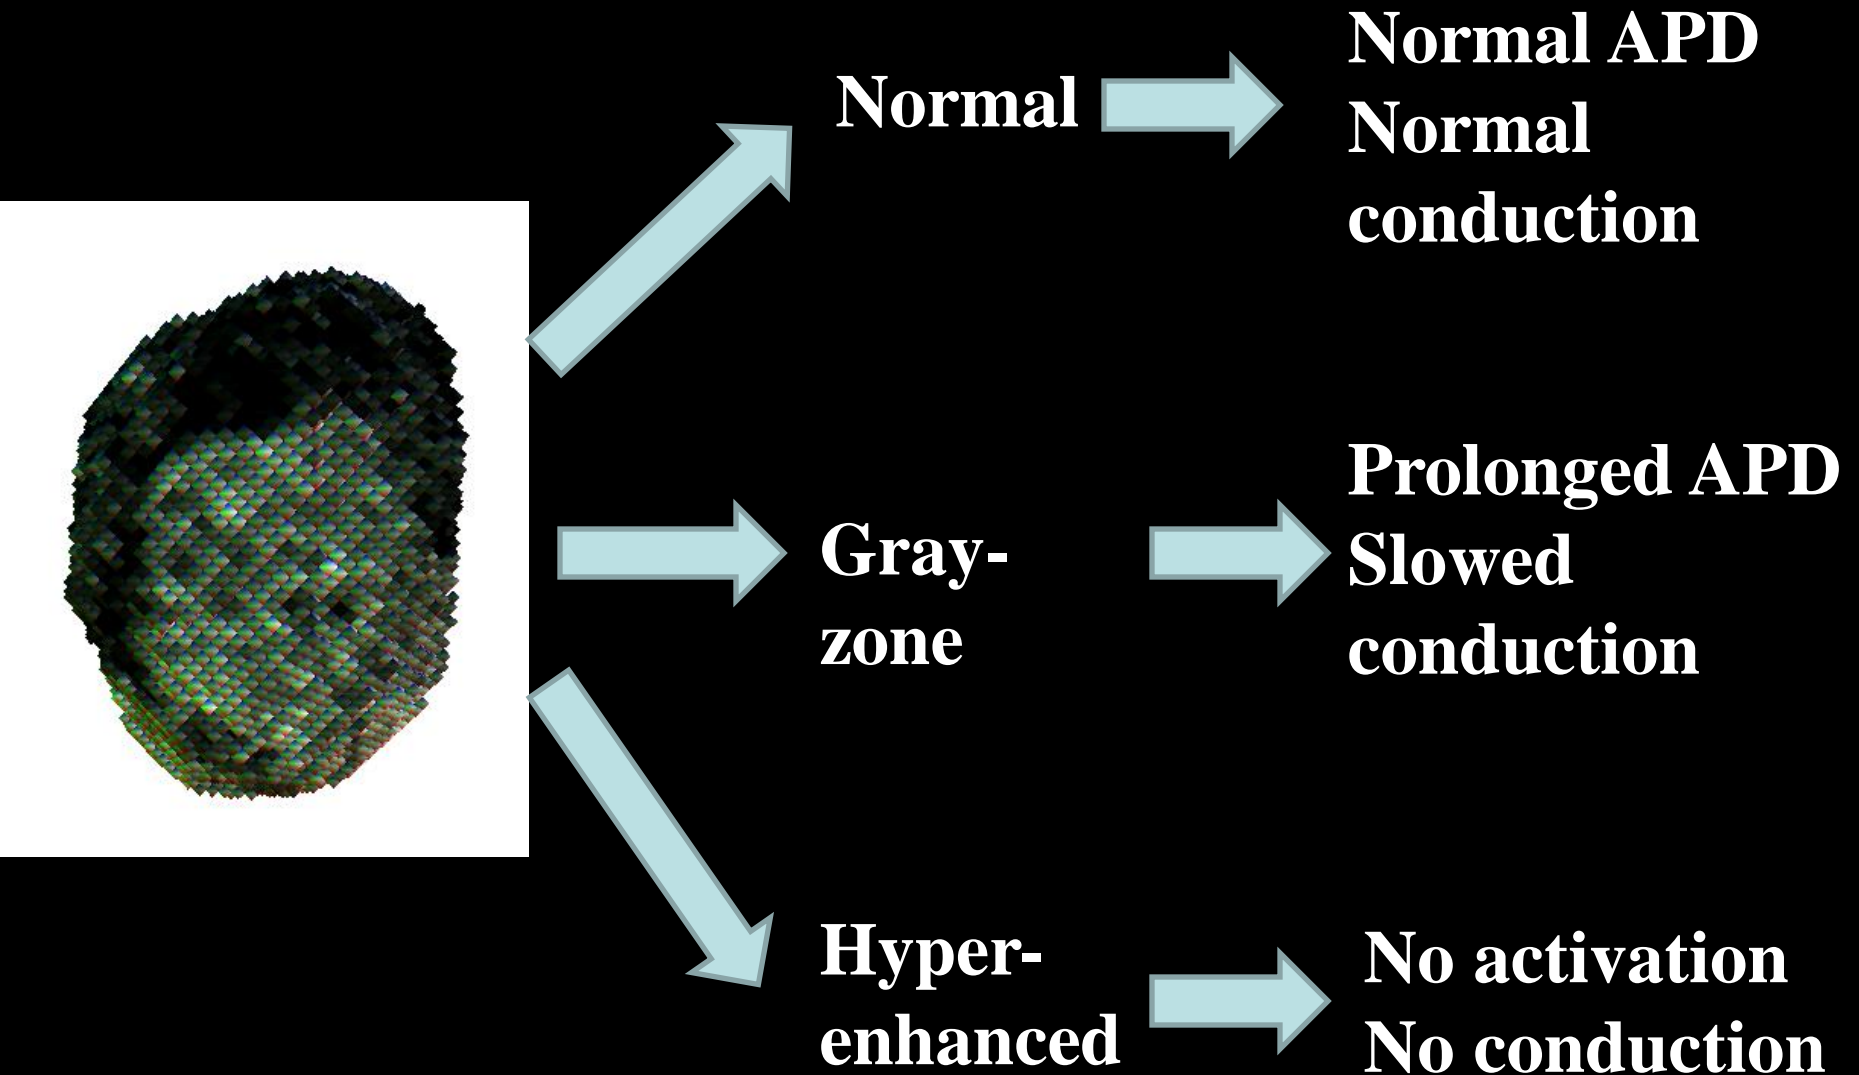 Normal
Normal APD
Normal
conduction
Gray-
zone
Prolonged APD
Slowed
conduction
Hyper-
enhanced
No activation
No conduction